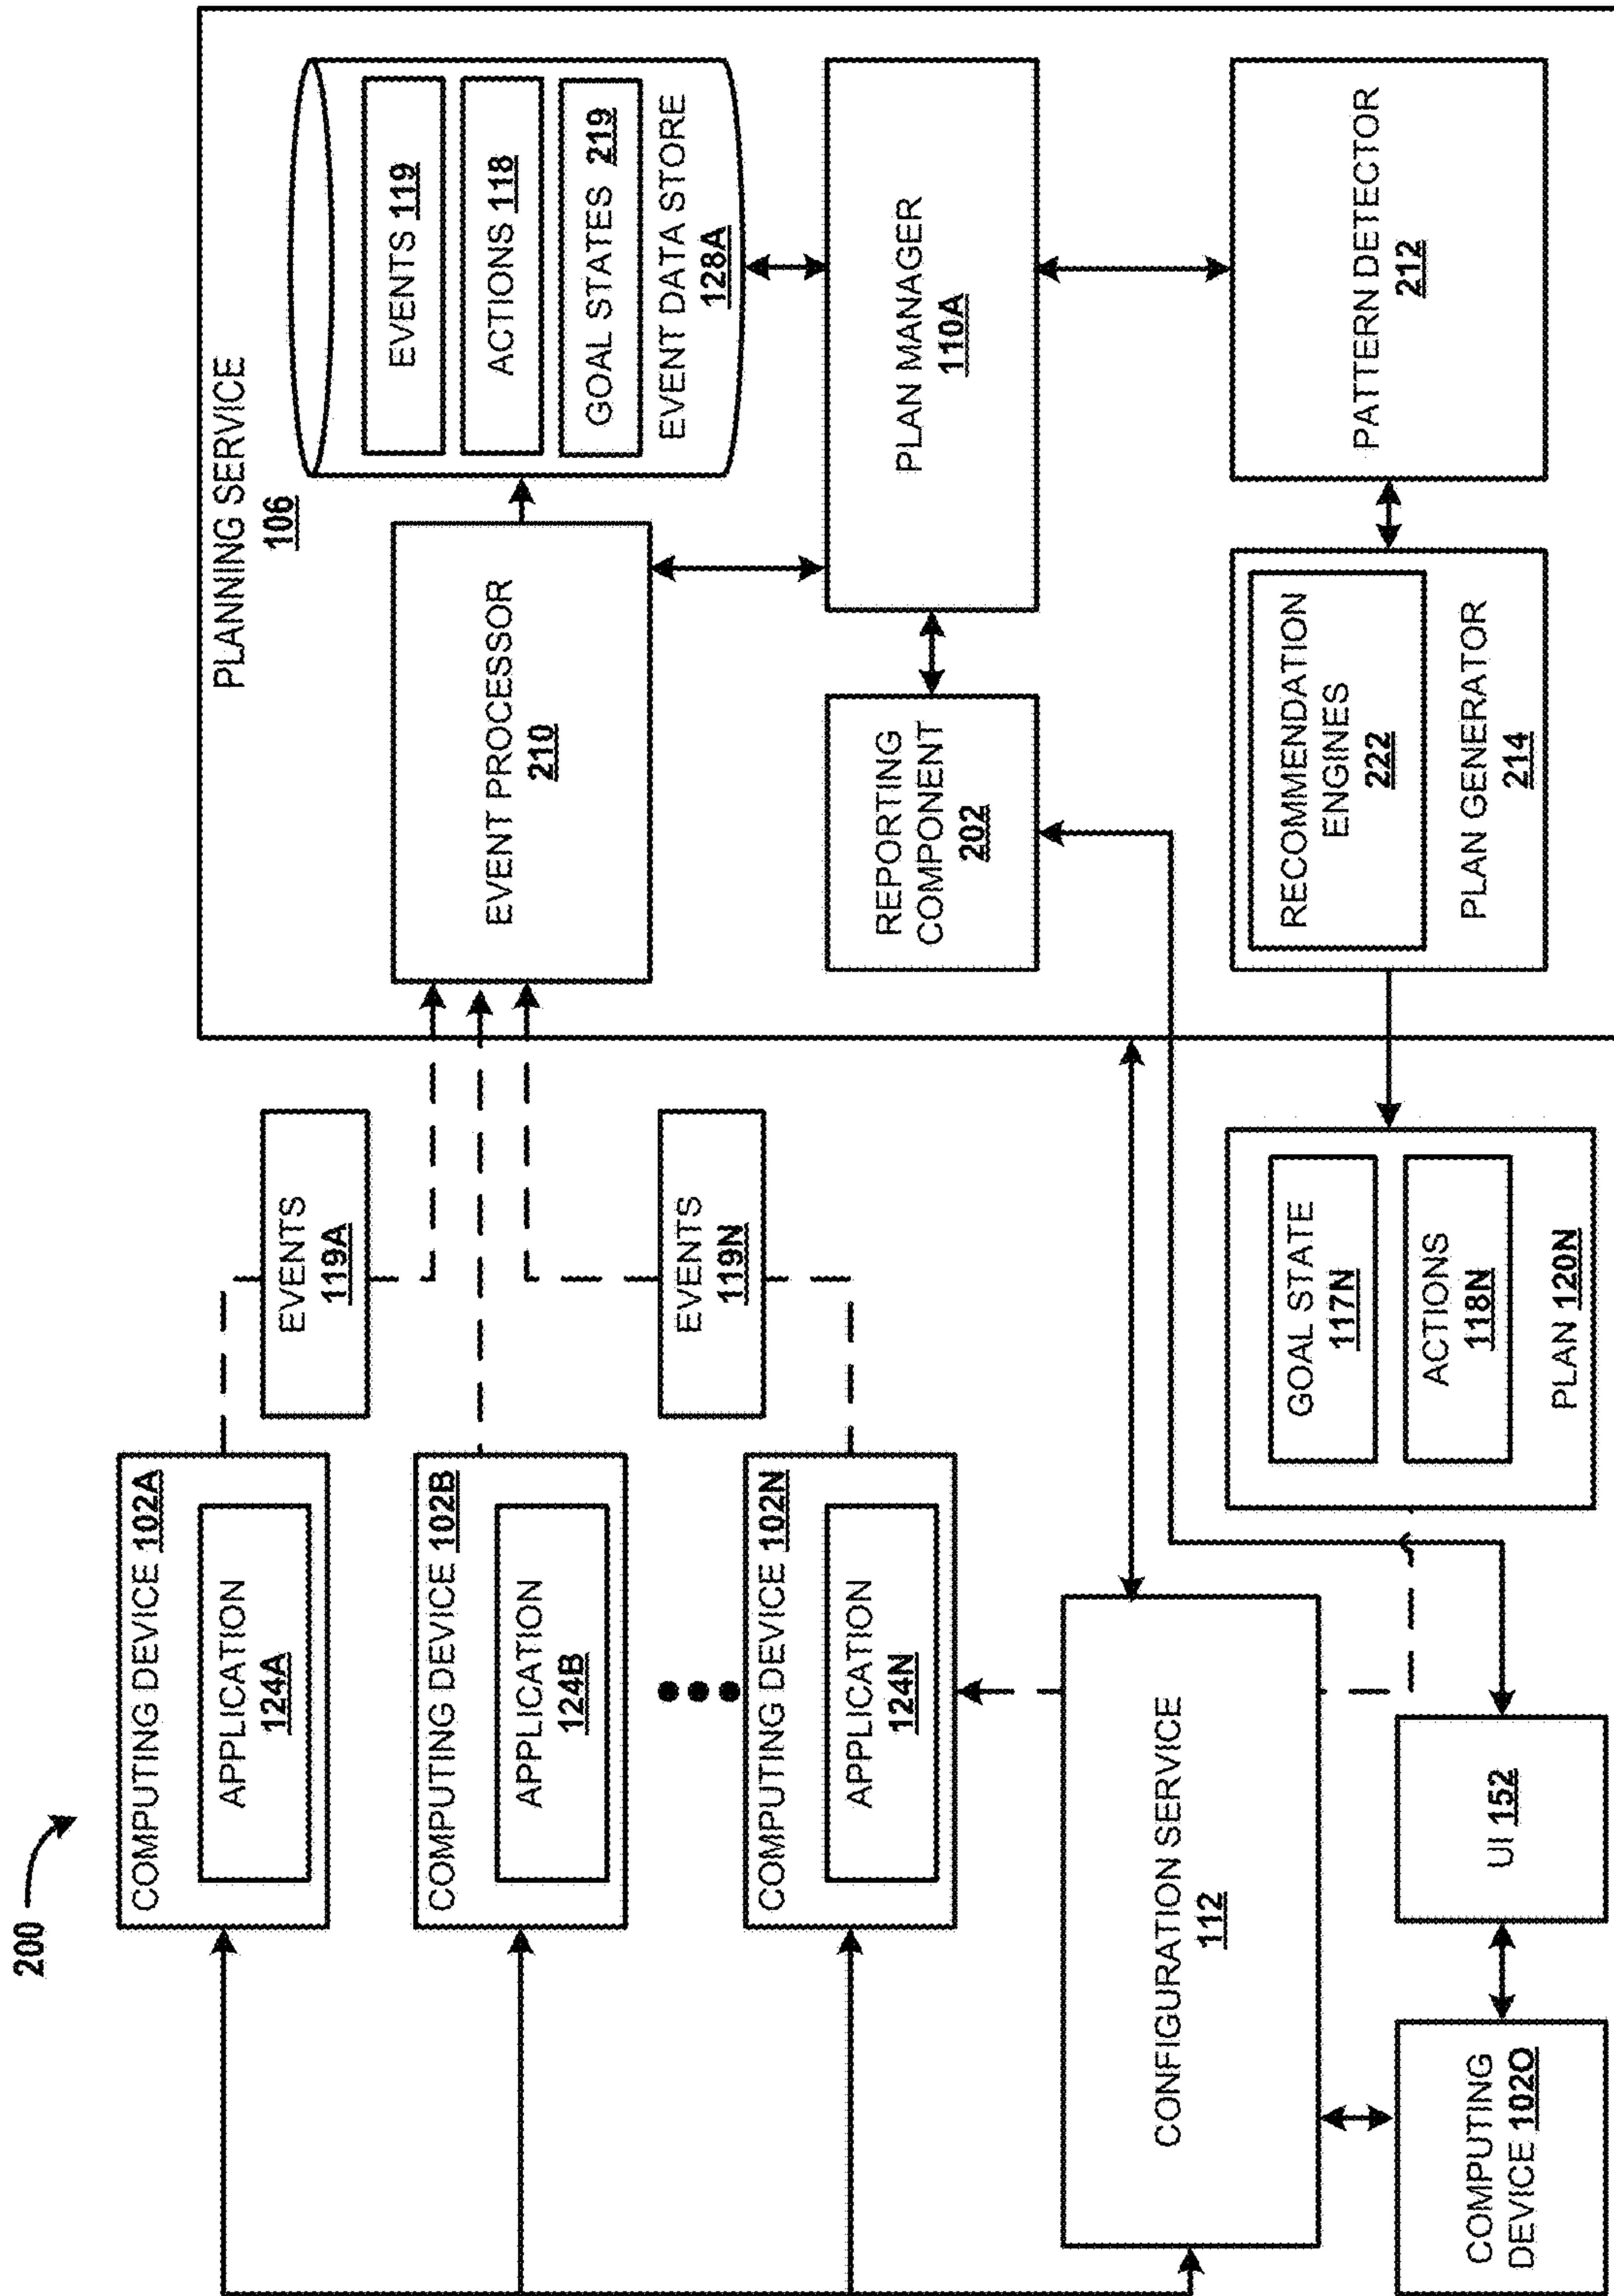 200
COMPUTING DEVICE 102A
APPLICATION
124A
COMPUTING DEVICE 102B
APPLICATION
124B
COMPUTING DEVICE 102N
APPLICATION
124N
EVENTS
119A
EVENTS
119N
CONFIGURATION SERVICE
112
COMPUTING
DEVICE 102O
UI 152
GOAL STATE
117N
ACTIONS
118N
PLAN 120N
PLANNING SERVICE
106
EVENT PROCESSOR
210
EVENTS 119
ACTIONS 118
GOAL STATES 219
EVENT DATA STORE
128A
REPORTING
COMPONENT
202
PLAN MANAGER
110A
RECOMMENDATION
ENGINES
222
PLAN GENERATOR
214
PATTERN DETECTOR
212